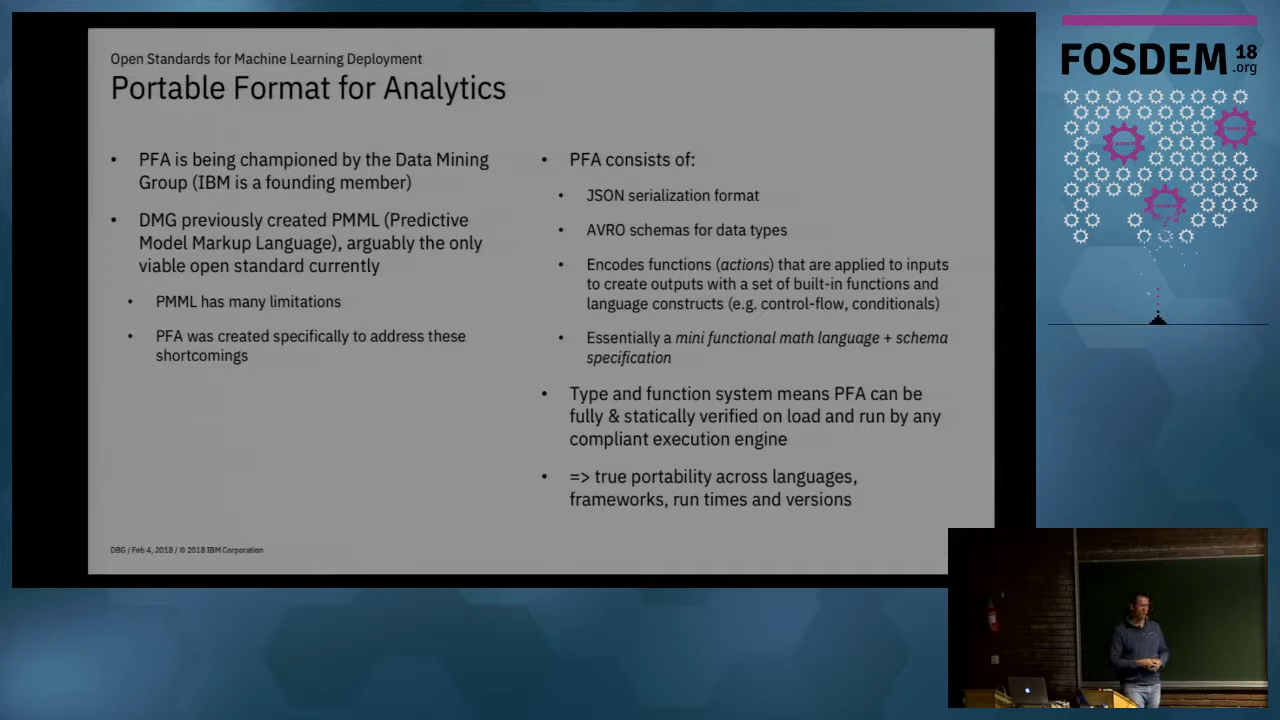 Open Standards for Machine Learning Deployment
Portable Format for Analytics
• PFA is being championed by the Data Mining
Group (IBM is a founding member)
• DMG previously created PMML (Predictive
Model Markup Language), arguably the only
viable open standard currently
• PMML has many limitations
• PFA was created specifically to address these
shortcomings
• PFA consists of:
• JSON serialization format
• AVRO schemas for data types
• Encodes functions (actions) that are applied to inputs
to create outputs with a set of built-in functions and
language constructs (e.g. control-flow, conditionals)
• Essentially a mini functional math language + schema
specification
• Type and function system means PFA can be
fully & statically verified on load and run by any
compliant execution engine
• => true portability across languages,
frameworks, run times and versions
DBG / Feb 4, 2018 / © 2018 IBM Corporation
FOSDEM 18
.org